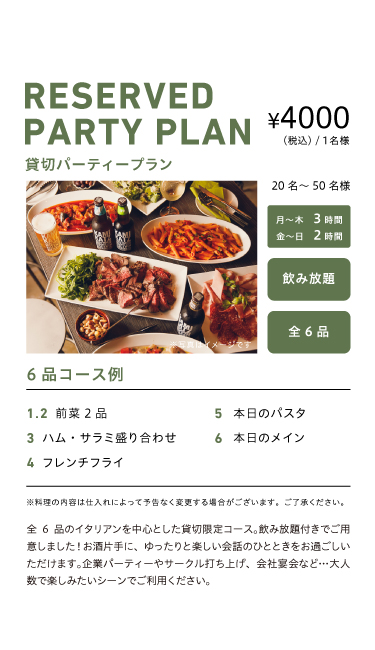 RESERVED
PARTY PLAN
¥4000
（税込）/ 1名様
貸切パーティープラン
20 名〜 50 名様
月〜木 3 時間
金〜日 2 時間
飲み放題
全 6 品
※写真はイメージです
6 品コース例
1.2 前菜 2 品
3 ハム・サラミ盛り合わせ
4 フレンチフライ
5 本日のパスタ
6 本日のメイン
※料理の内容は仕入れによって予告なく変更する場合がございます。ご了承ください。
全 6 品のイタリアンを中心とした貸切限定コース。飲み放題付きでご用
意しました！お酒片手に、ゆったりと楽しい会話のひとときをお過ごしい
ただけます。企業パーティーやサークル打ち上げ、会社宴会など…大人
数で楽しみたいシーンでご利用ください。